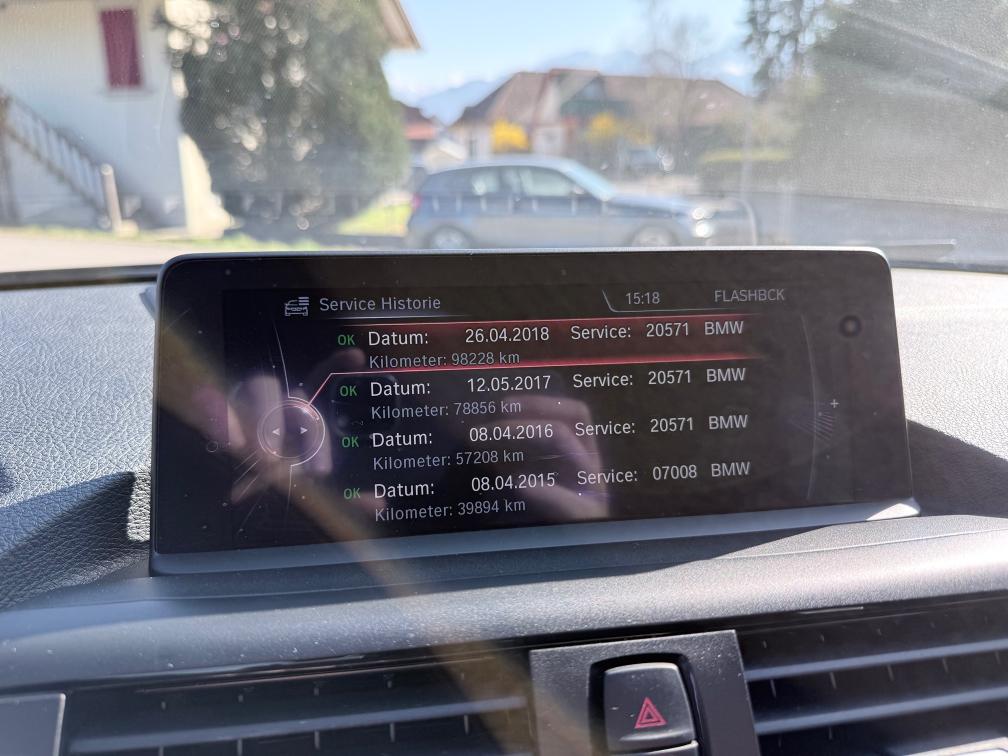 Service Historie 15:18 FLASHBCK
OK Datum: 26.04.2018 Service: 20571 BMW
Kilometer: 98228 km
OK Datum: 12.05.2017 Service: 20571 BMW
Kilometer: 78856 km
OK Datum: 08.04.2016 Service: 20571 BMW
Kilometer: 57208 km
OK Datum: 08.04.2015 Service: 07008 BMW
Kilometer: 39894 km